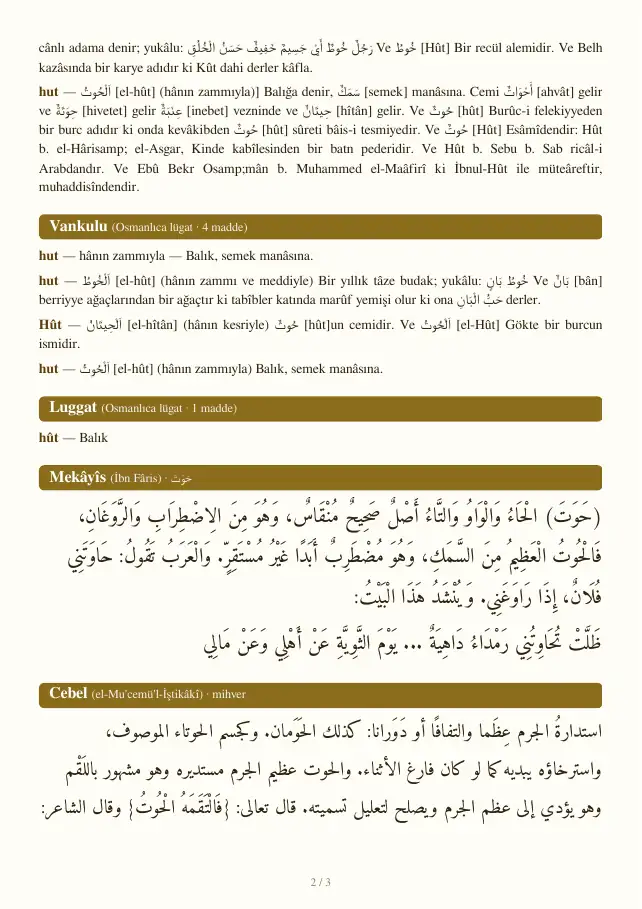 cânlı adama denir; yukâlu: رَجُلٌ خُوطٌ أَيْ جَسِيمٌ خَفِيفٌ حَسَنُ الْخُلُقِ Ve خُوطُ [Hût] Bir recül alemidir. Ve Belh
kazâsında bir karye adıdır ki Kût dahi derler kâfla.
hut — اَلْحُوتُ [el-hût] (hânın zammıyla)] Balığa denir, سَمَكٌ [semek] manâsına. Cemi أَحْوَاتٌ [ahvât] gelir
ve حِوَتَةٌ [hivetet] gelir عِنَبَةٌ [inebet] vezninde ve حِيتَانٌ [hîtân] gelir. Ve حُوتٌ [hût] Burûc-i felekiyyeden
bir burc adıdır ki onda kevâkibden حُوتٌ [hût] sûreti bâis-i tesmiyedir. Ve حُوتٌ [Hût] Esâmîdendir: Hût
b. el-Hârisamp; el-Asgar, Kinde kabîlesinden bir batn pederidir. Ve Hût b. Sebu b. Sab ricâl-i
Arabdandır. Ve Ebû Bekr Osamp;mân b. Muhammed el-Maâfirî ki İbnul-Hût ile müteâreftir,
muhaddisîndendir.
Vankulu (Osmanlıca lügat · 4 madde)
hut — hânın zammıyla — Balık, semek manâsına.
hut — اَلْخُوطُ [el-hût] (hânın zammı ve meddiyle) Bir yıllık tâze budak; yukâlu: خُوطُ بَانٍ Ve بَانٌ [bân]
berriyye ağaçlarından bir ağaçtır ki tabîbler katında marûf yemişi olur ki ona حَبُّ الْبَانِ derler.
Hût — اَلْحِيتَانُ [el-hîtân] (hânın kesriyle) حُوتٌ [hût]un cemidir. Ve اَلْحُوتُ [el-Hût] Gökte bir burcun
ismidir.
hut — اَلْحُوتُ [el-hût] (hânın zammıyla) Balık, semek manâsına.
Luggat (Osmanlıca lügat · 1 madde)
hût — Balık
Mekâyîs (İbn Fâris) · حَوَتَ
(حَوَتَ) الْحَاءُ وَالْوَاوُ وَالتَّاءُ أَصْلٌ صَحِيحٌ مُنْقَاسٌ، وَهُوَ مِنَ الِاضْطِرَابِ وَالرَّوَغَانِ،
فَالْحُوتُ الْعَظِيمُ مِنَ السَّمَكِ، وَهُوَ مُضْطَرِبٌ أَبَدًا غَيْرُ مُسْتَقِرٍّ. وَالْعَرَبُ تَقُولُ: حَاوَتَنِي
فُلَانٌ، إِذَا رَاوَغَنِي. وَيُنْشَدُ هَذَا الْبَيْتُ:
ظَلَّتْ تُحَاوِتُنِي رَمْدَاءُ دَاهِيَةٌ ... يَوْمَ الثَّوِيَّةِ عَنْ أَهْلِي وَعَنْ مَالِي
Cebel (el-Mu'cemü'l-İştikâkî) · mihver
استدارةُ الجرم عِظَما والتفافًا أو دَوَرانا: كذلك الحَوَمان. وكجسم الحوتاء الموصوف،
واسترخاؤه يبديه كما لو كان فارغ الأثناء. والحوت عظيم الجرم مستديره وهو مشهور باللَقْم
وهو يؤدي إلى عظم الجرم ويصلح لتعليل تسميته. قال تعالى: {فَالْتَقَمَهُ الْحُوتُ} وقال الشاعر:
2 / 3